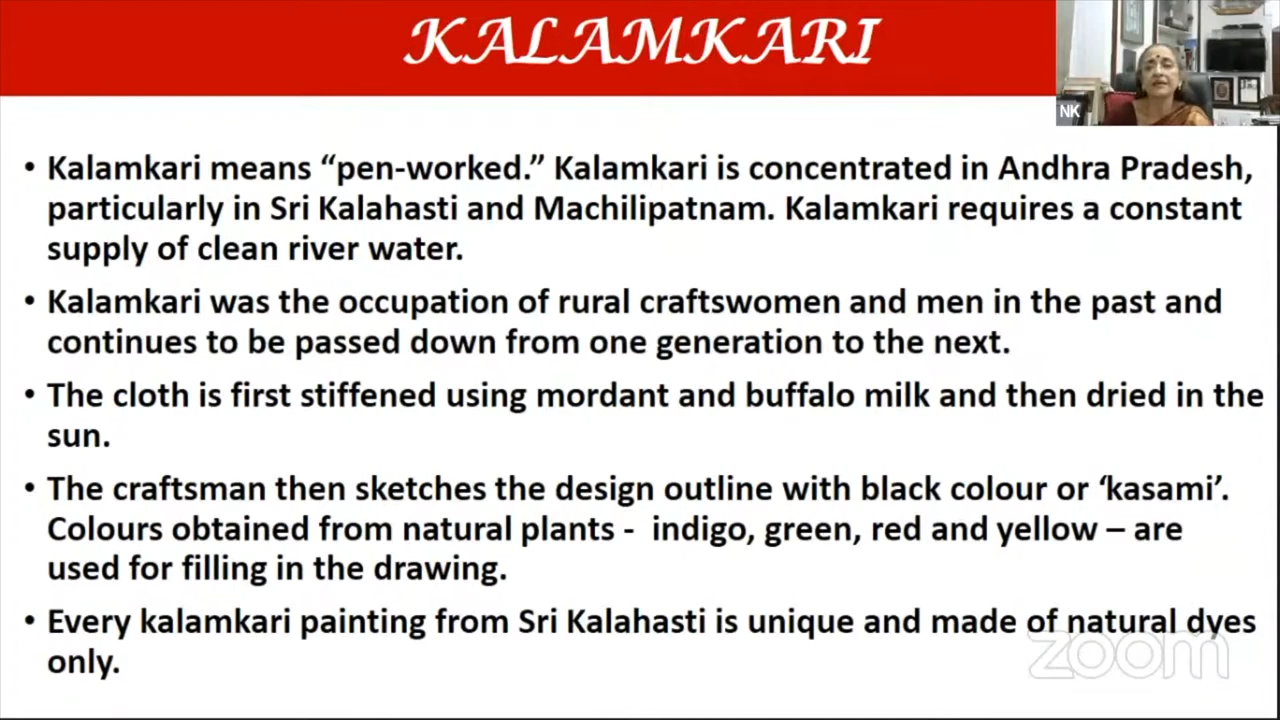 KALAMKARI
NK
• Kalamkari means “pen-worked.” Kalamkari is concentrated in Andhra Pradesh,
particularly in Sri Kalahasti and Machilipatnam. Kalamkari requires a constant
supply of clean river water.
• Kalamkari was the occupation of rural craftswomen and men in the past and
continues to be passed down from one generation to the next.
• The cloth is first stiffened using mordant and buffalo milk and then dried in the
sun.
• The craftsman then sketches the design outline with black colour or ‘kasami’.
Colours obtained from natural plants - indigo, green, red and yellow – are
used for filling in the drawing.
• Every kalamkari painting from Sri Kalahasti is unique and made of natural dyes
only.
zoom